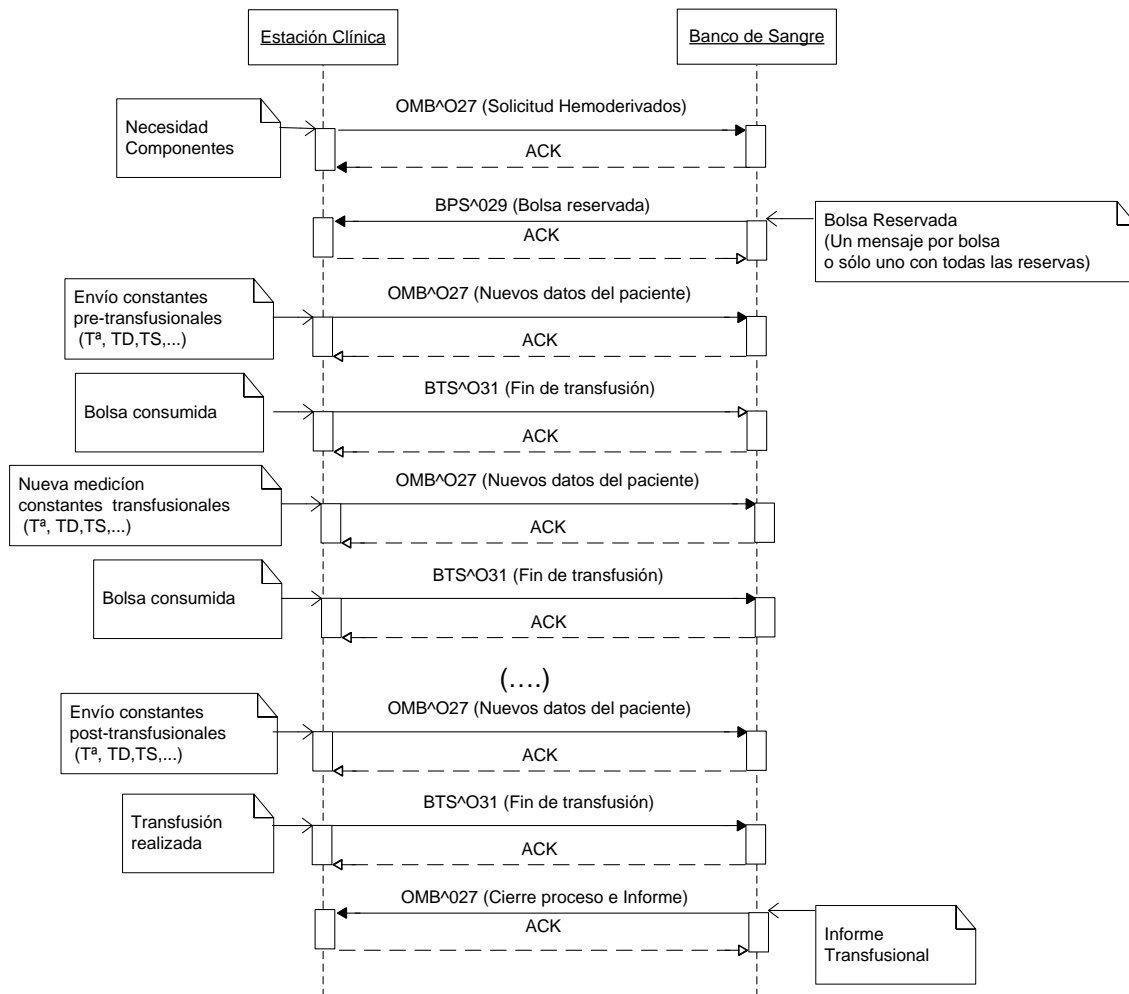 Estación Clínica
Banco de Sangre
OMB^O27 (Solicitud Hemoderivados)
Necesidad
Componentes
ACK
BPS^029 (Bolsa reservada)
ACK
Bolsa Reservada
(Un mensaje por bolsa
o sólo uno con todas las reservas)
Envío constantes
pre-transfusionales
(Tª, TD,TS,...)
OMB^O27 (Nuevos datos del paciente)
ACK
Bolsa consumida
BTS^O31 (Fin de transfusión)
ACK
Nueva medicíon
constantes transfusionales
(Tª, TD,TS,...)
OMB^O27 (Nuevos datos del paciente)
ACK
Bolsa consumida
BTS^O31 (Fin de transfusión)
ACK
(....)
Envío constantes
post-transfusionales
(Tª, TD,TS,...)
OMB^O27 (Nuevos datos del paciente)
ACK
Transfusión
realizada
BTS^O31 (Fin de transfusión)
ACK
OMB^027 (Cierre proceso e Informe)
ACK
Informe
Transfusional